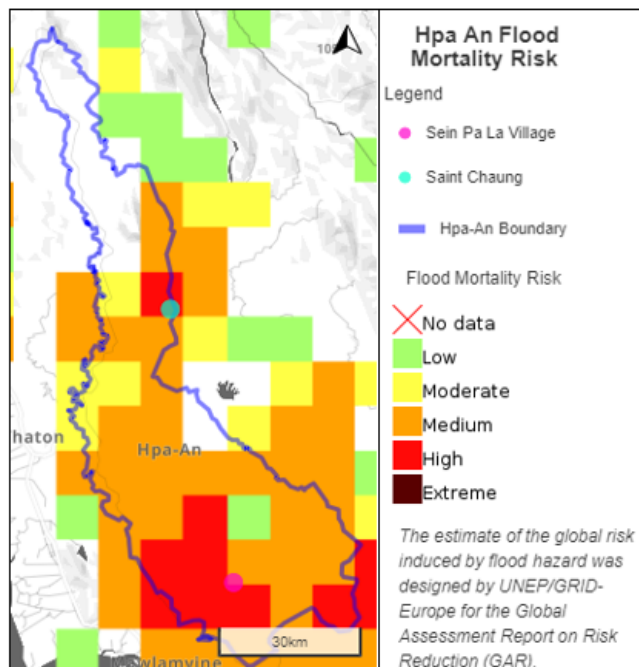 Hpa An Flood
Mortality Risk
Legend
Sein Pa La Village
Saint Chaung
Hpa-An Boundary
Flood Mortality Risk
No data
Low
Moderate
Medium
High
Extreme
The estimate of the global risk
induced by flood hazard was
designed by UNEP/GRID-
Europe for the Global
Assessment Report on Risk
Reduction (GAR).
haton
Hpa-An
30km